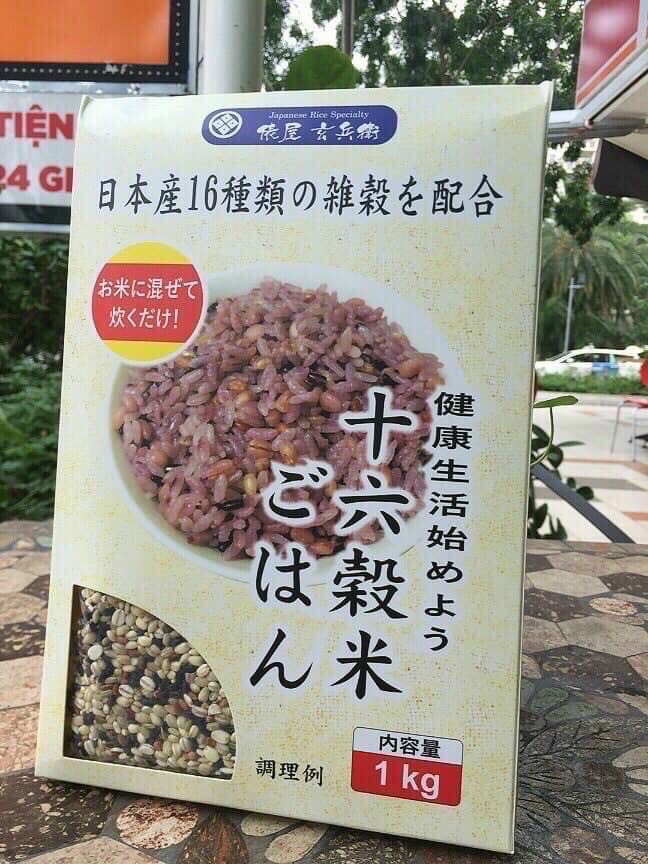 TIỆN
24 GI
Japanese Rice Specialty
俵屋 玄兵衛
日本産16種類の雑穀を配合
お米に混ぜて
炊くだけ!
健康生活始めよう
十六穀米
ごはん
調理例
内容量
1 kg